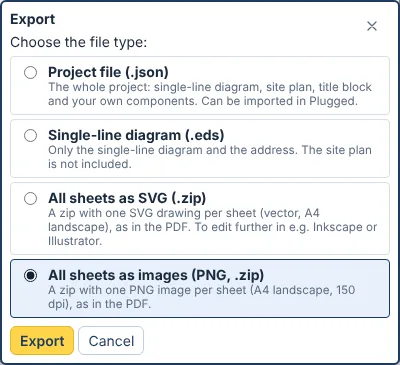 Export
Choose the file type:
Project file (.json)
The whole project: single-line diagram, site plan, title block
and your own components. Can be imported in Plugged.
Single-line diagram (.eds)
Only the single-line diagram and the address. The site plan
is not included.
All sheets as SVG (.zip)
A zip with one SVG drawing per sheet (vector, A4
landscape), as in the PDF. To edit further in e.g. Inkscape or
Illustrator.
All sheets as images (PNG, .zip)
A zip with one PNG image per sheet (A4 landscape, 150
dpi), as in the PDF.
Export Cancel